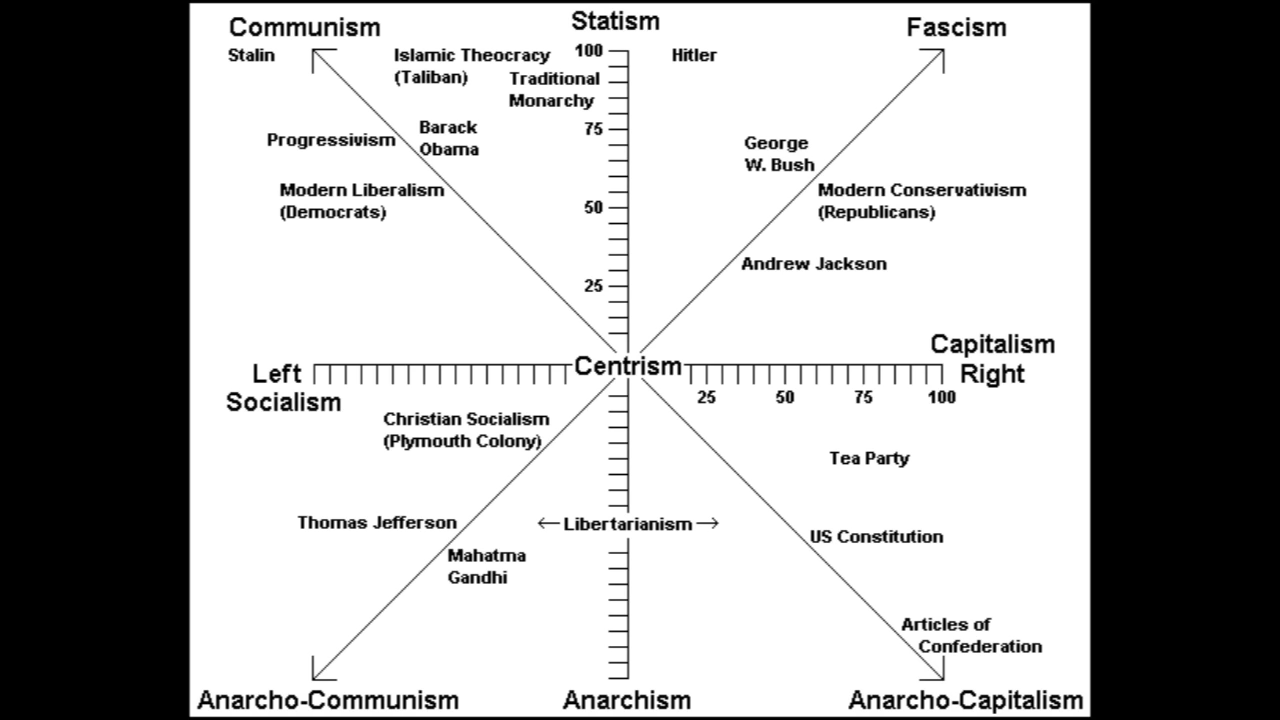 Communism
Statism
Fascism
Stalin
Islamic Theocracy
(Taliban)
100
Hitler
Traditional
Monarchy
Barack
Obama
75
Progressivism
George
W. Bush
Modern Liberalism
(Democrats)
50
Modern Conservativism
(Republicans)
Andrew Jackson
25
Capitalism
Left
Centrism
Right
Socialism
25
50
75
100
Christian Socialism
(Plymouth Colony)
Tea Party
Thomas Jefferson
←Libertarianism→
US Constitution
Mahatma
Gandhi
Articles of
Confederation
Anarcho-Communism
Anarchism
Anarcho-Capitalism